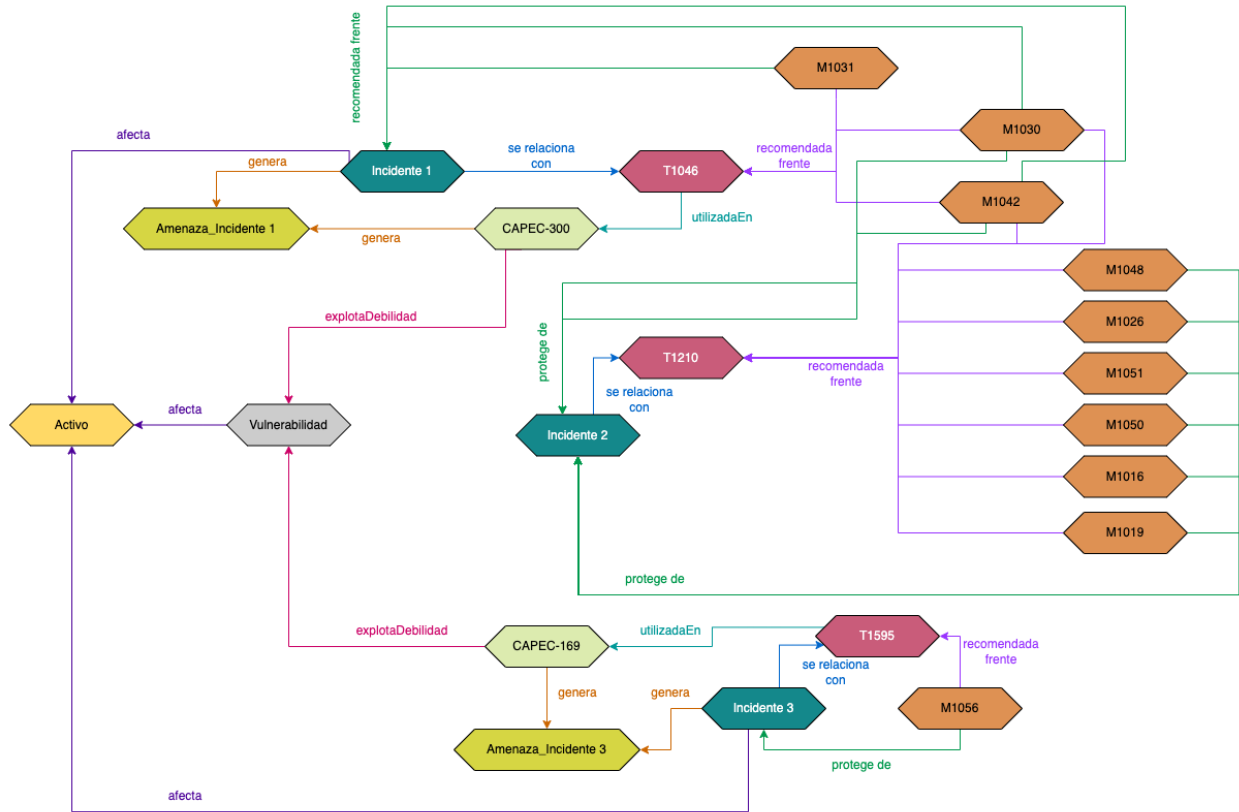 recomendada frente
M1031
M1030
afecta
genera
Incidente 1
se relaciona
con
T1046
recomendada
frente
M1042
Amenaza_Incidente 1
genera
CAPEC-300
utilizadaEn
M1048
explotaDebilidad
M1026
protege de
T1210
recomendada
frente
M1051
se relaciona
con
Activo
afecta
Vulnerabilidad
Incidente 2
M1050
M1016
M1019
protege de
explotaDebilidad
CAPEC-169
utilizadaEn
T1595
recomendada
frente
se relaciona
con
genera
genera
Incidente 3
M1056
Amenaza_Incidente 3
protege de
afecta